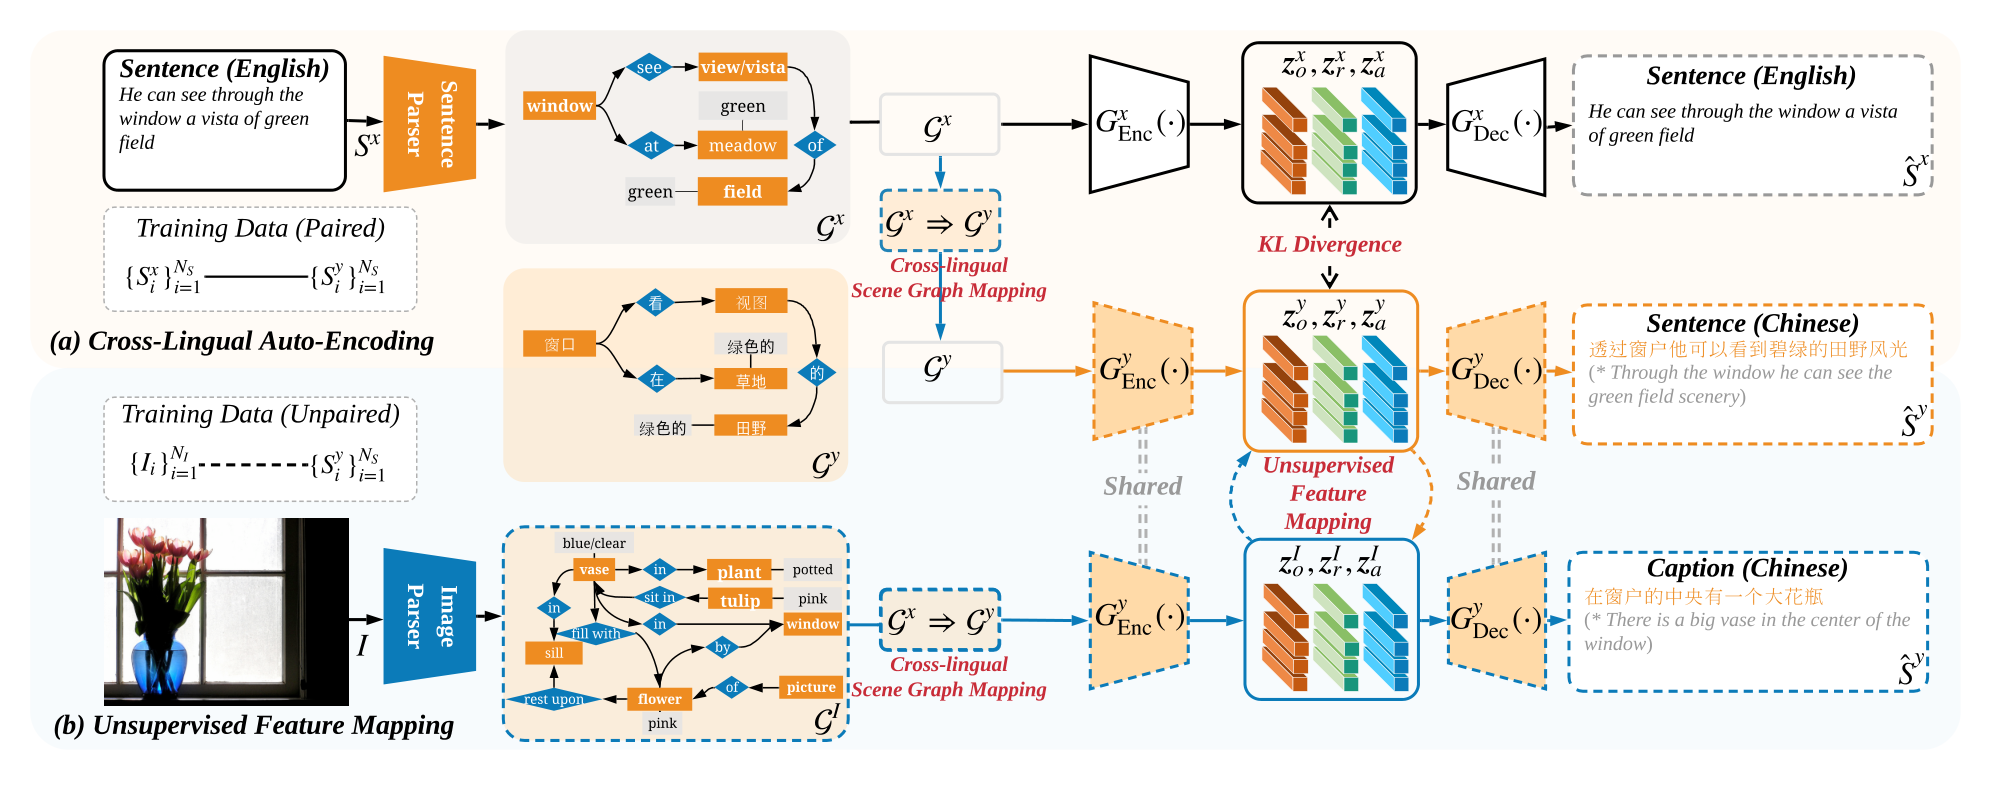 Sentence (English)
He can see through the
window a vista of green
field
S^x
Sentence
Parser
window
see
view/vista
green
at
meadow
of
green
field
𝒢^x
𝒢^x
𝒢^x ⇒ 𝒢^y
Cross-lingual
Scene Graph Mapping
𝒢^y
G^x_Enc(·)
z^x_o, z^x_r, z^x_a
G^x_Dec(·)
Sentence (English)
He can see through the window a vista
of green field
Ŝ^x
Training Data (Paired)
{S^x_i}^{N_S}_{i=1} {S^y_i}^{N_S}_{i=1}
(a) Cross-Lingual Auto-Encoding
窗口
看
视图
绿色的
在
草地
的
绿色的
田野
𝒢^y
KL Divergence
G^y_Enc(·)
z^y_o, z^y_r, z^y_a
G^y_Dec(·)
Sentence (Chinese)
透过窗户他可以看到碧绿的田野风光
(* Through the window he can see the
green field scenery)
Ŝ^y
Shared
Unsupervised
Feature
Mapping
Shared
Training Data (Unpaired)
{I_i}^{N_I}_{i=1} {S^y_i}^{N_S}_{i=1}
I
Image
Parser
(b) Unsupervised Feature Mapping
blue/clear
vase
in
plant
potted
in
sit in
tulip
pink
fill with
in
window
sill
by
rest upon
flower
of
picture
pink
𝒢^I
𝒢^x ⇒ 𝒢^y
Cross-lingual
Scene Graph Mapping
G^y_Enc(·)
z^I_o, z^I_r, z^I_a
G^y_Dec(·)
Caption (Chinese)
在窗户的中央有一个大花瓶
(* There is a big vase in the center of the
window)
Ŝ^y